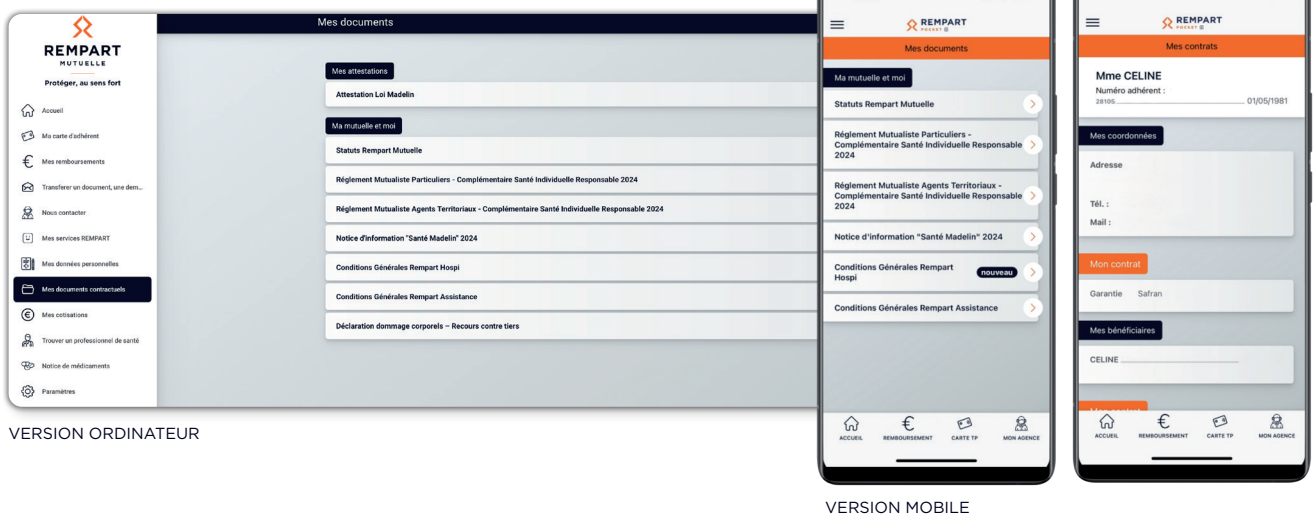 REMPART
MUTUELLE
Protéger, au sens fort
Accueil
Ma carte d'adhérent
Mes remboursements
Transferer un document, une dem...
Nous contacter
Mes services REMPART
Mes données personnelles
Mes documents contractuels
Mes cotisations
Trouver un professionnel de santé
Notice de médicaments
Paramètres
Mes documents
Mes attestations
Attestation Loi Madelin
Ma mutuelle et moi
Statuts Rempart Mutuelle
Réglement Mutualiste Particuliers - Complémentaire Santé Individuelle Responsable 2024
Réglement Mutualiste Agents Territoriaux - Complémentaire Santé Individuelle Responsable 2024
Notice d'information "Santé Madelin" 2024
Conditions Générales Rempart Hospi
Conditions Générales Rempart Assistance
Déclaration dommage corporels – Recours contre tiers
VERSION ORDINATEUR
REMPART
POCKET
Mes documents
Ma mutuelle et moi
Statuts Rempart Mutuelle
Réglement Mutualiste Particuliers -
Complémentaire Santé Individuelle Responsable
2024
Réglement Mutualiste Agents Territoriaux -
Complémentaire Santé Individuelle Responsable
2024
Notice d'information "Santé Madelin" 2024
Conditions Générales Rempart
Hospi
nouveau
Conditions Générales Rempart Assistance
ACCUEIL REMBOURSEMENT CARTE TP MON AGENCE
VERSION MOBILE
REMPART
POCKET
Mes contrats
Mme CELINE
Numéro adhérent :
28105 01/05/1981
Mes coordonnées
Adresse
Tél. :
Mail :
Mon contrat
Garantie Safran
Mes bénéficiaires
CELINE
Mon contrat
ACCUEIL REMBOURSEMENT CARTE TP MON AGENCE